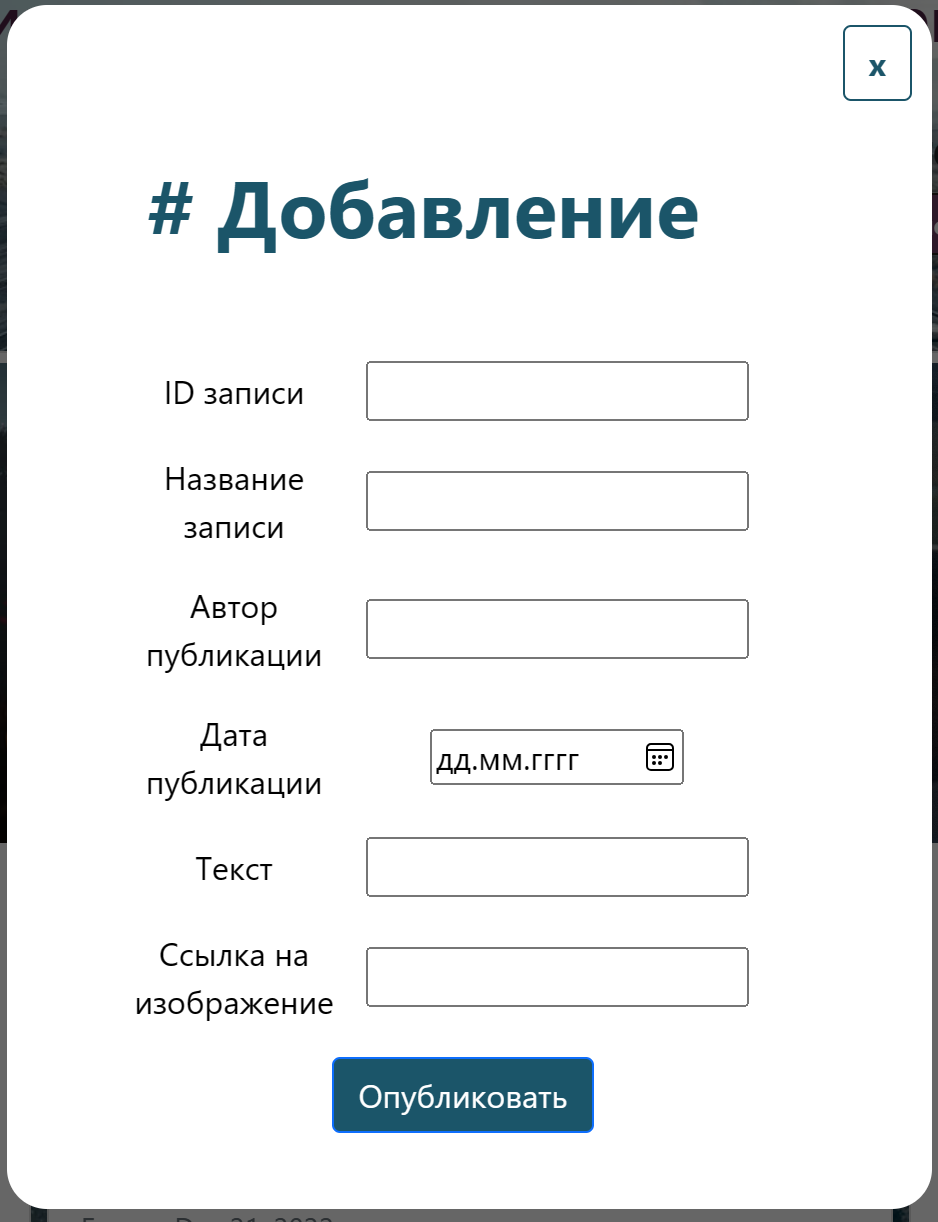 x
# Добавление
ID записи
Название
записи
Автор
публикации
Дата
публикации
дд.мм.гггг
Текст
Ссылка на
изображение
Опубликовать